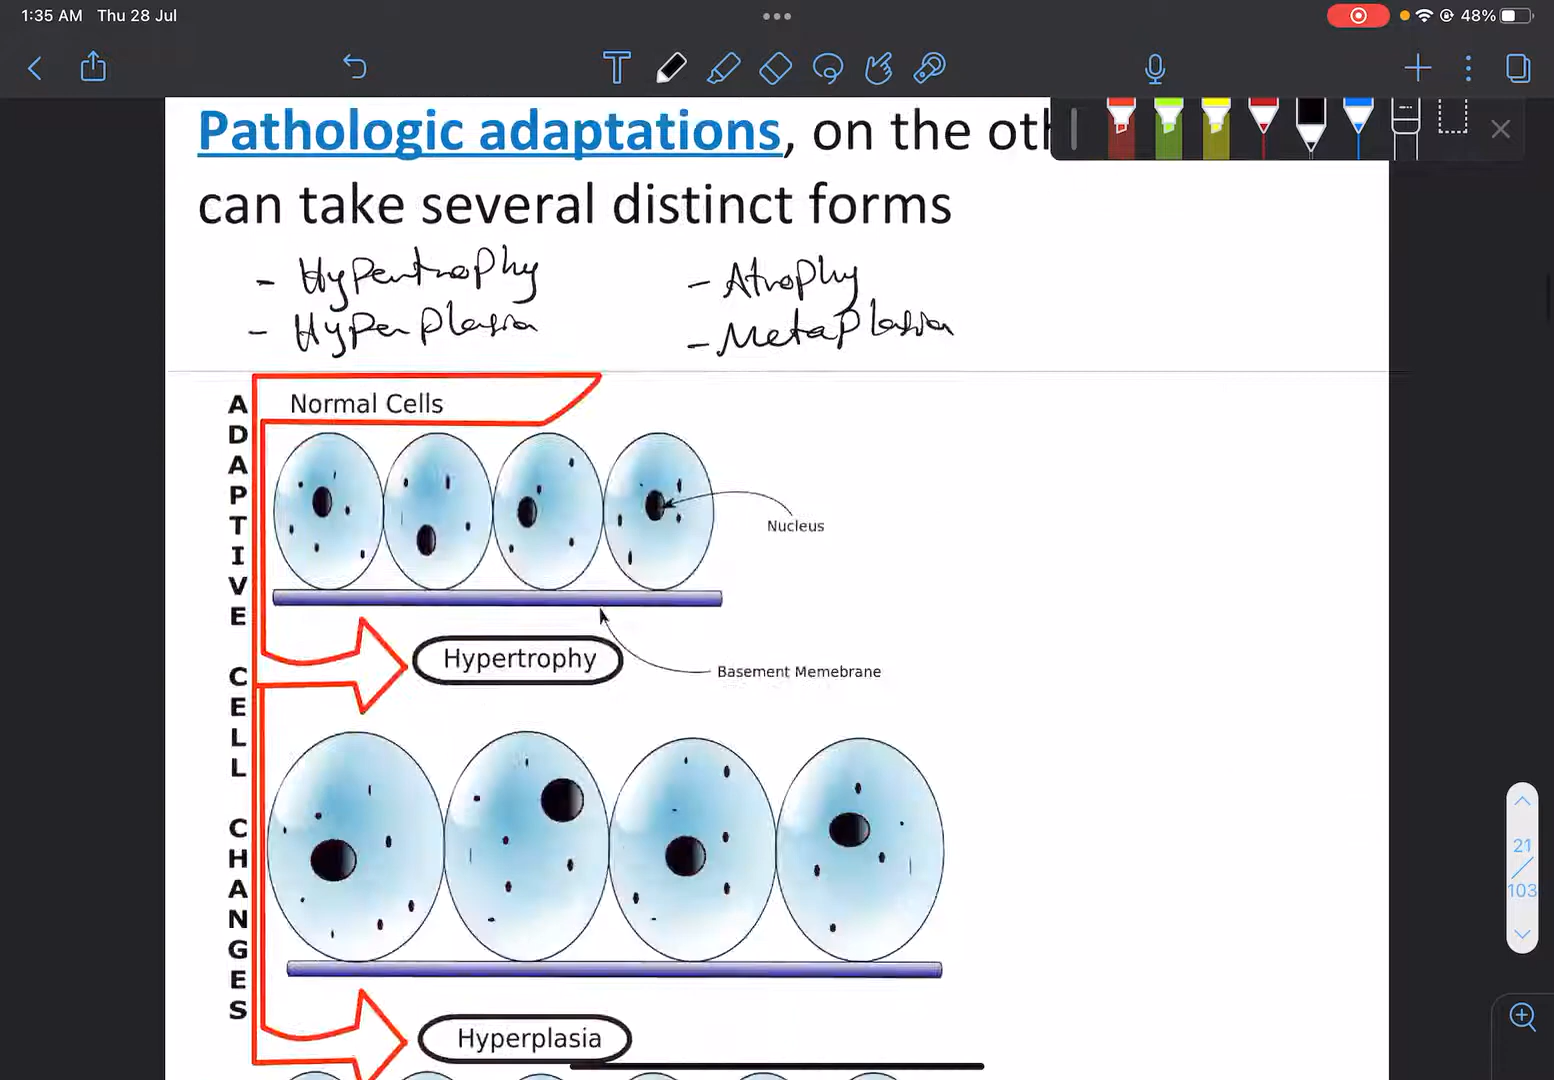 1:35 AM Thu 28 Jul
48%
Pathologic adaptations, on the oth
can take several distinct forms
- Hypertrophy - Atrophy
- Hyperplasia - Metaplasia
ADAPTIVE CELL CHANGES
Normal Cells
Nucleus
Hypertrophy
Basement Memebrane
21
103
Hyperplasia